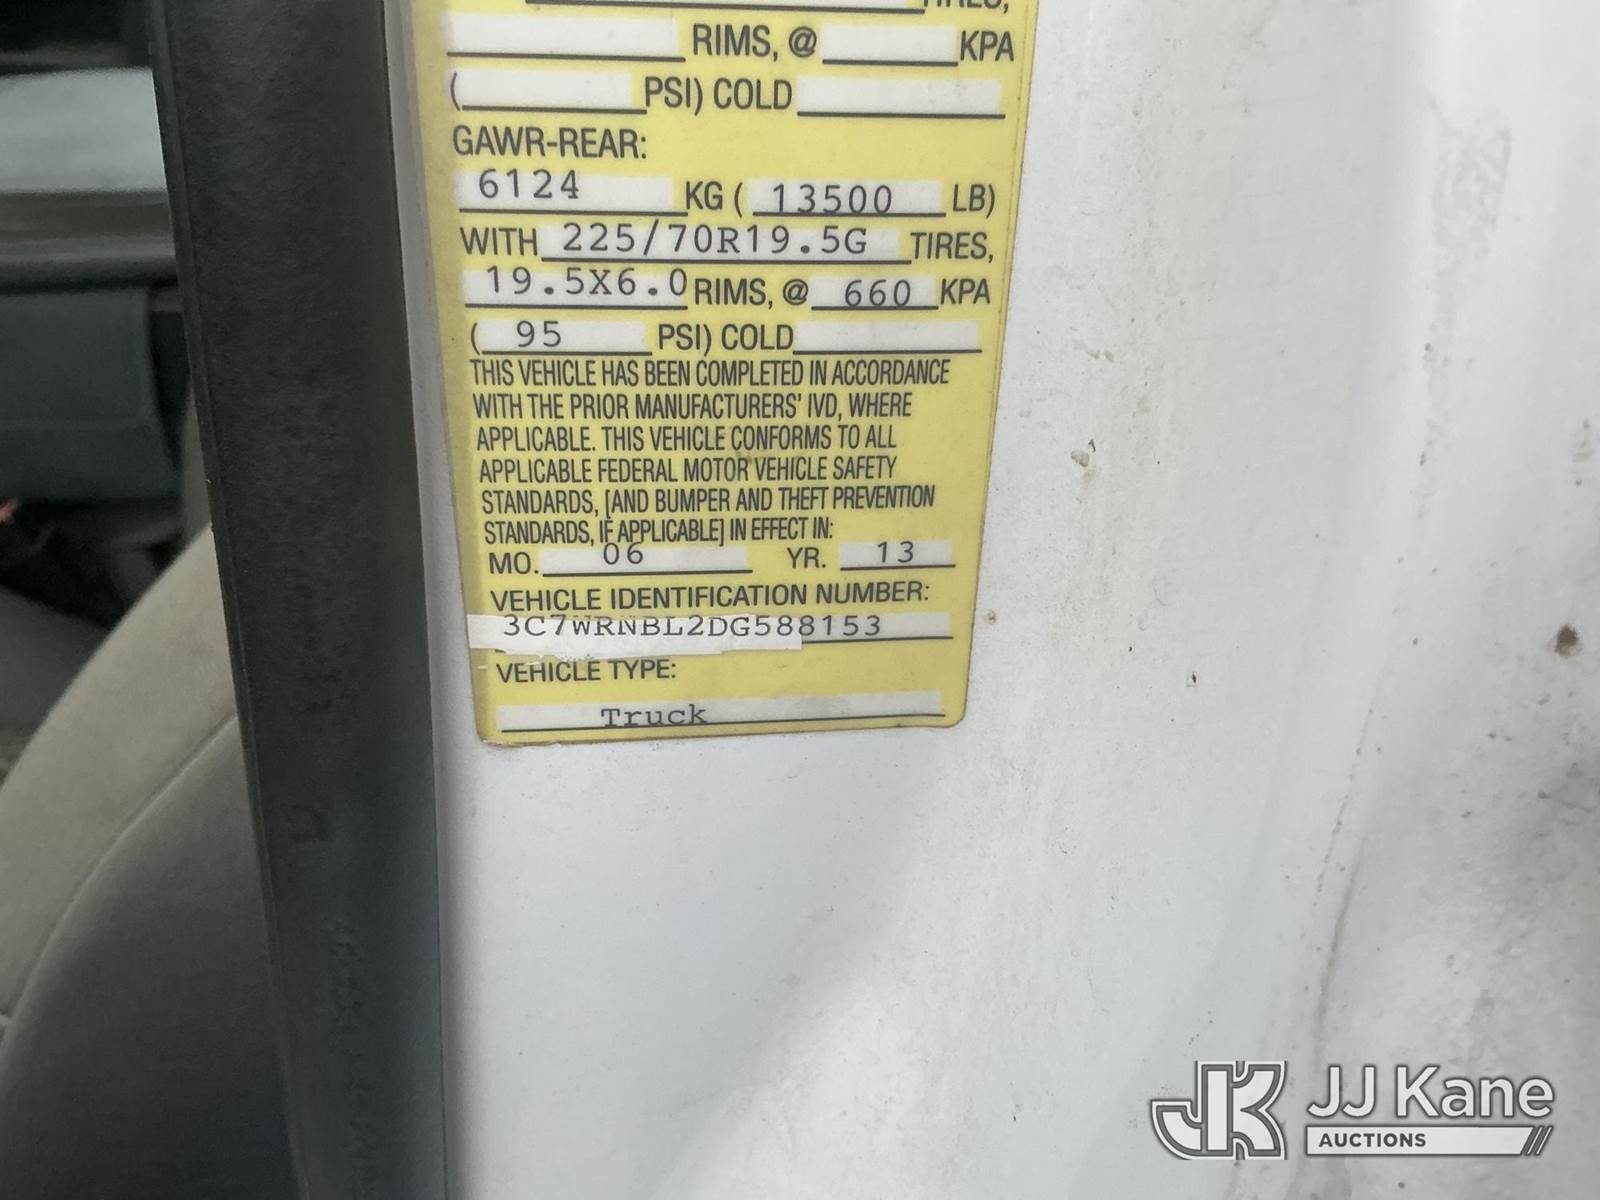 TIRES,
RIMS, @ KPA
( PSI) COLD
GAWR-REAR:
6124 KG ( 13500 LB)
WITH 225/70R19.5G TIRES,
19.5X6.0 RIMS, @ 660 KPA
( 95 PSI) COLD
THIS VEHICLE HAS BEEN COMPLETED IN ACCORDANCE
WITH THE PRIOR MANUFACTURERS' IVD, WHERE
APPLICABLE. THIS VEHICLE CONFORMS TO ALL
APPLICABLE FEDERAL MOTOR VEHICLE SAFETY
STANDARDS, [AND BUMPER AND THEFT PREVENTION
STANDARDS, IF APPLICABLE] IN EFFECT IN:
MO. 06 YR. 13
VEHICLE IDENTIFICATION NUMBER:
3C7WRNBL2DG588153
VEHICLE TYPE:
Truck
JK JJ Kane
AUCTIONS